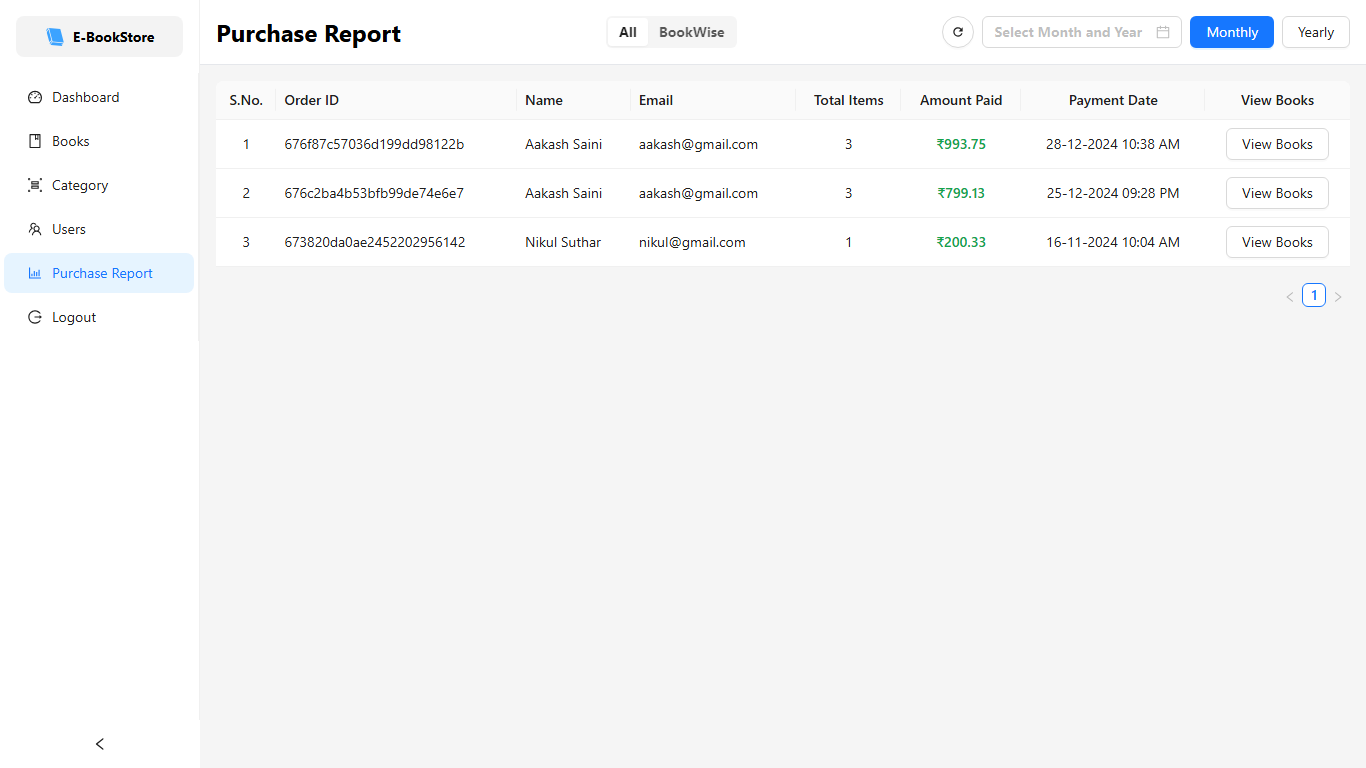 E-BookStore
Dashboard
Books
Category
Users
Purchase Report
Logout
Purchase Report
All BookWise
Select Month and Year Monthly Yearly
S.No. Order ID Name Email Total Items Amount Paid Payment Date View Books
1 676f87c57036d199dd98122b Aakash Saini aakash@gmail.com 3 ₹993.75 28-12-2024 10:38 AM View Books
2 676c2ba4b53bfb99de74e6e7 Aakash Saini aakash@gmail.com 3 ₹799.13 25-12-2024 09:28 PM View Books
3 673820da0ae2452202956142 Nikul Suthar nikul@gmail.com 1 ₹200.33 16-11-2024 10:04 AM View Books
1